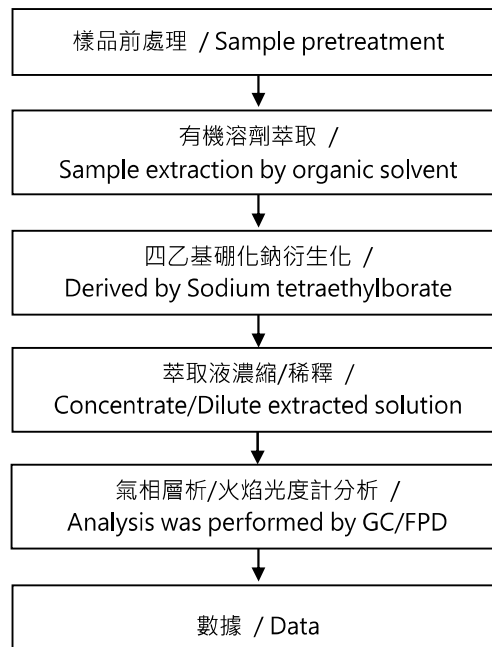 樣品前處理 / Sample pretreatment
有機溶劑萃取 /
Sample extraction by organic solvent
四乙基硼化鈉衍生化 /
Derived by Sodium tetraethylborate
萃取液濃縮/稀釋 /
Concentrate/Dilute extracted solution
氣相層析/火焰光度計分析 /
Analysis was performed by GC/FPD
數據 / Data